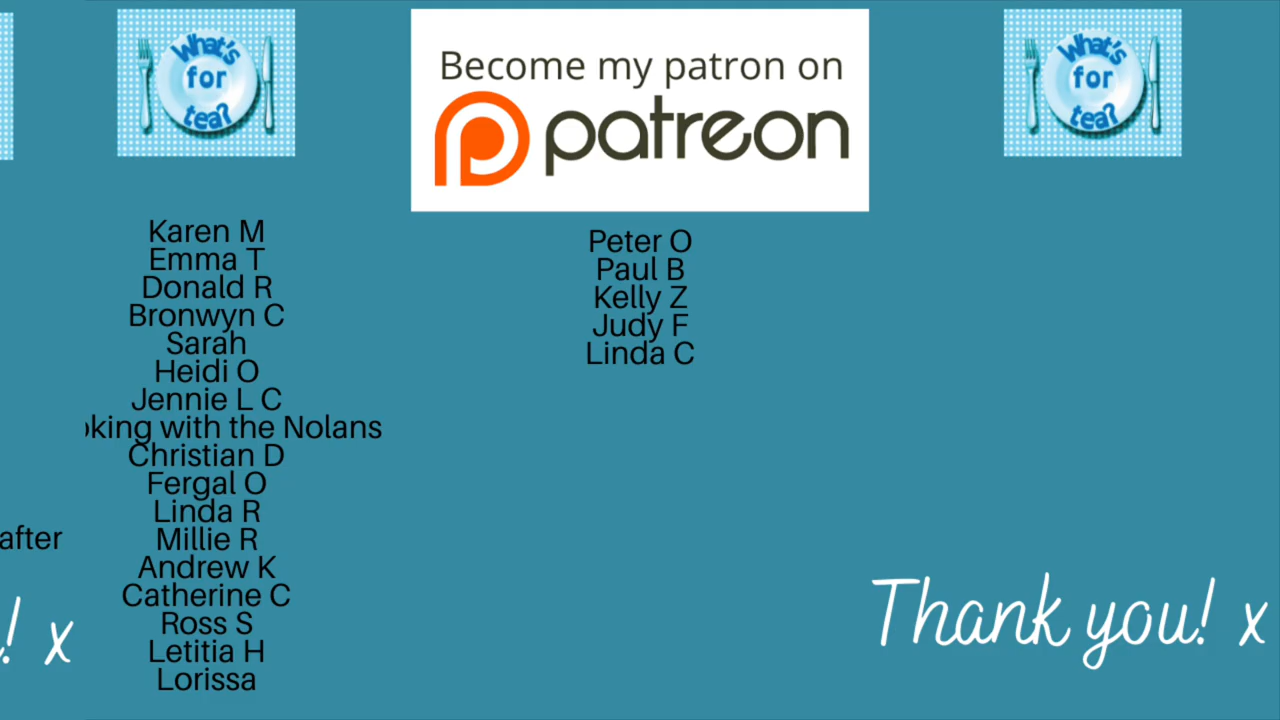 What's
for
tea?
Become my patron on
patreon
What's
for
tea?
Karen M
Emma T
Donald R
Bronwyn C
Sarah
Heidi O
Jennie L C
with the Nolans
Christian D
Fergal O
Linda R
Millie R
Andrew K
Catherine C
Ross S
Letitia H
Lorissa
Peter O
Paul B
Kelly Z
Judy F
Linda C
after
! x
Thank you! x